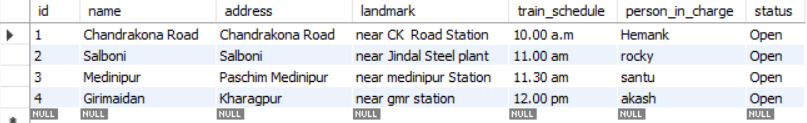 id name address landmark train_schedule person_in_charge status
1 Chandrakona Road Chandrakona Road near CK Road Station 10.00 a.m Hemank Open
2 Salboni Salboni near Jindal Steel plant 11.00 am rocky Open
3 Medinipur Paschim Medinipur near medinipur Station 11.30 am santu Open
4 Girimaidan Kharagpur near gmr station 12.00 pm akash Open
NULL NULL NULL NULL NULL NULL NULL